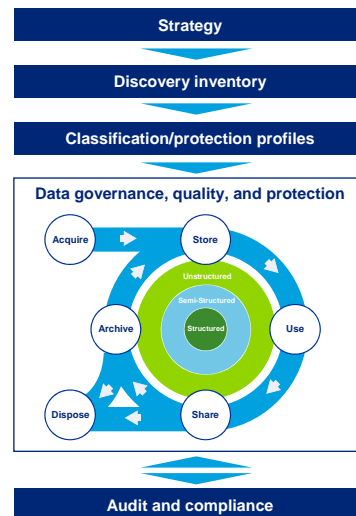 Strategy
Discovery inventory
Classification/protection profiles
Data governance, quality, and protection
Acquire
Store
Unstructured
Semi-Structured
Structured
Archive
Use
Dispose
Share
Audit and compliance